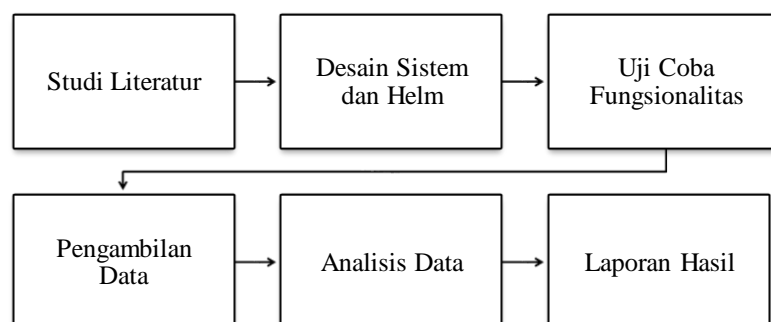 Studi Literatur
Desain Sistem
dan Helm
Uji Coba
Fungsionalitas
Pengambilan
Data
Analisis Data
Laporan Hasil